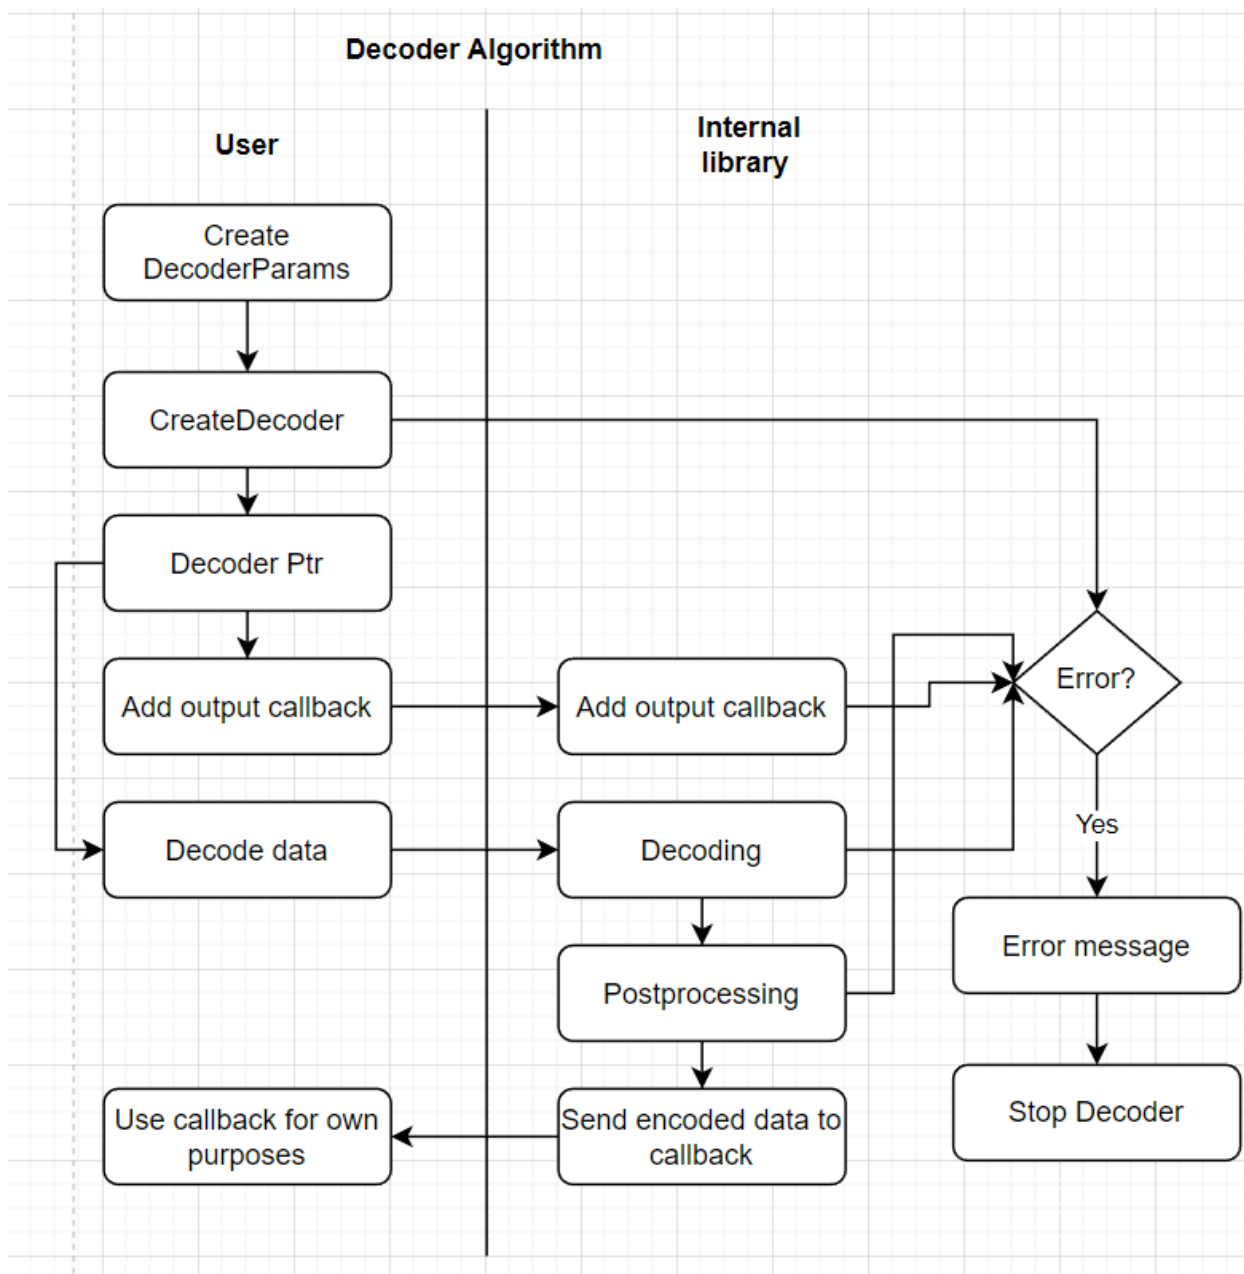 Decoder Algorithm
User
Internal
library
Create
DecoderParams
CreateDecoder
Decoder Ptr
Add output callback
Add output callback
Error?
Decode data
Decoding
Yes
Postprocessing
Error message
Use callback for own
purposes
Send encoded data to
callback
Stop Decoder